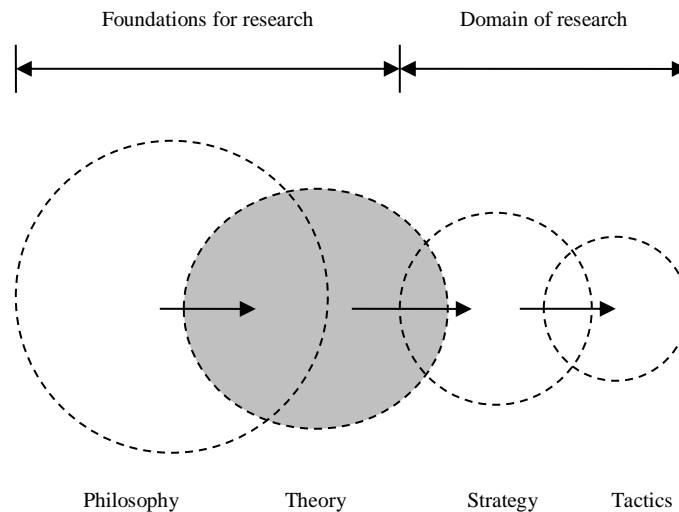 Foundations for research
Domain of research
Philosophy
Theory
Strategy
Tactics